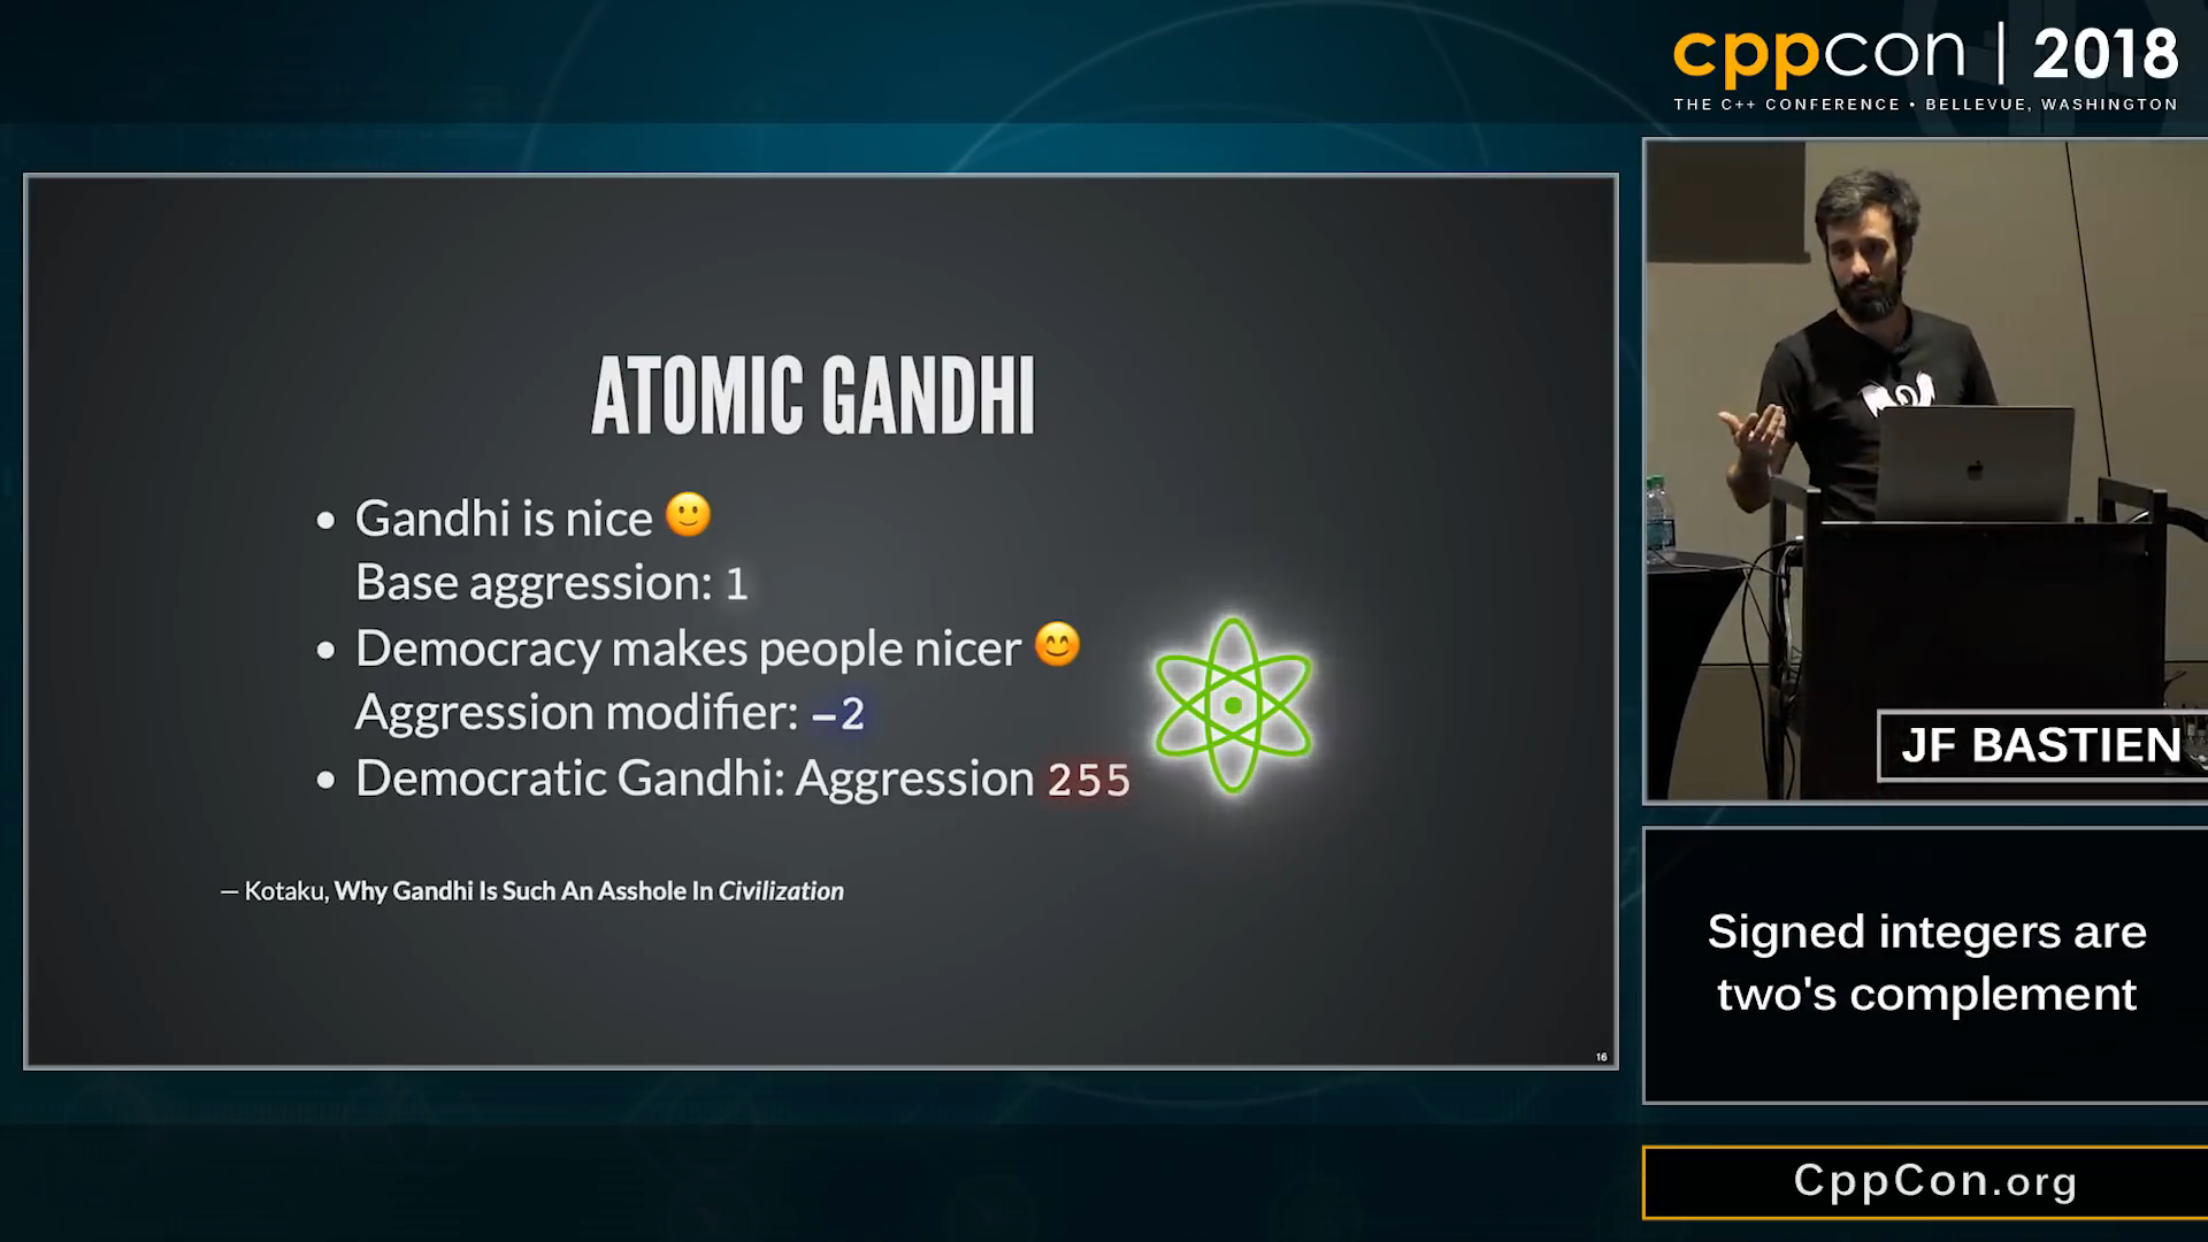 cppcon | 2018
THE C++ CONFERENCE • BELLEVUE, WASHINGTON
ATOMIC GANDHI
• Gandhi is nice 🙂
Base aggression: 1
• Democracy makes people nicer 😊
Aggression modifier: -2
• Democratic Gandhi: Aggression 255
— Kotaku, Why Gandhi Is Such An Asshole In Civilization
16
JF BASTIEN
Signed integers are
two's complement
CppCon.org